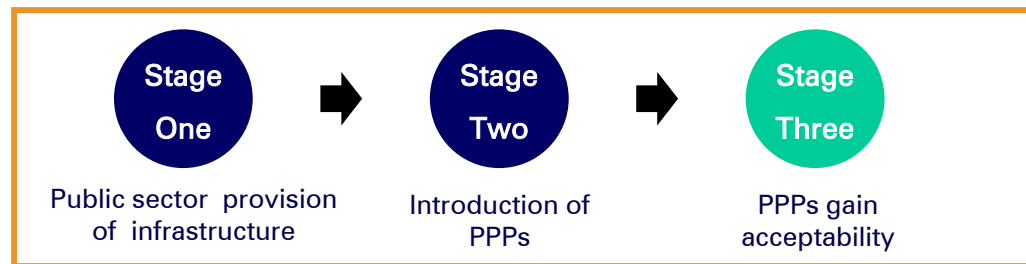 Stage
One
Stage
Two
Stage
Three
Public sector provision
of infrastructure
Introduction of
PPPs
PPPs gain
acceptability